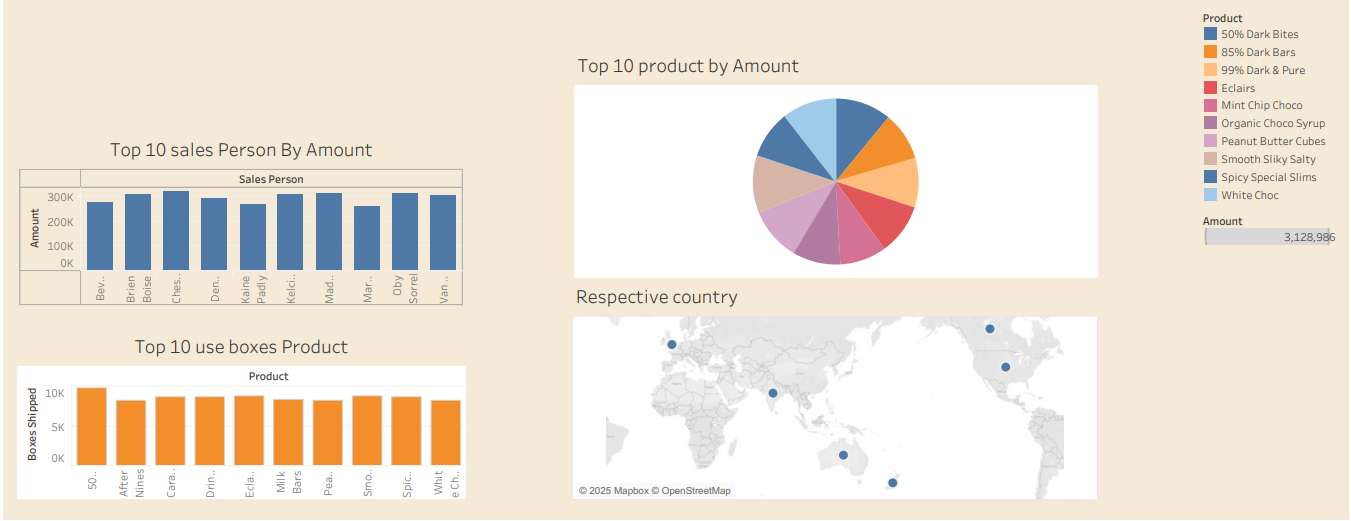 Top 10 sales Person By Amount
Sales Person
Amount
300K
200K
100K
0K
Bev..
Brien
Boise
Ches..
Den..
Kaine
Padly
Kelci..
Mad..
Mar..
Oby
Sorrel
Van ..
Top 10 use boxes Product
Product
Boxes Shipped
10K
5K
0K
50..
After
Nines
Cara..
Drin..
Ecla..
Milk
Bars
Pea..
Smo..
Spic..
Whit
e Ch..
Top 10 product by Amount
Respective country
© 2025 Mapbox © OpenStreetMap
Product
50% Dark Bites
85% Dark Bars
99% Dark & Pure
Eclairs
Mint Chip Choco
Organic Choco Syrup
Peanut Butter Cubes
Smooth Sliky Salty
Spicy Special Slims
White Choc
Amount
3,128,986